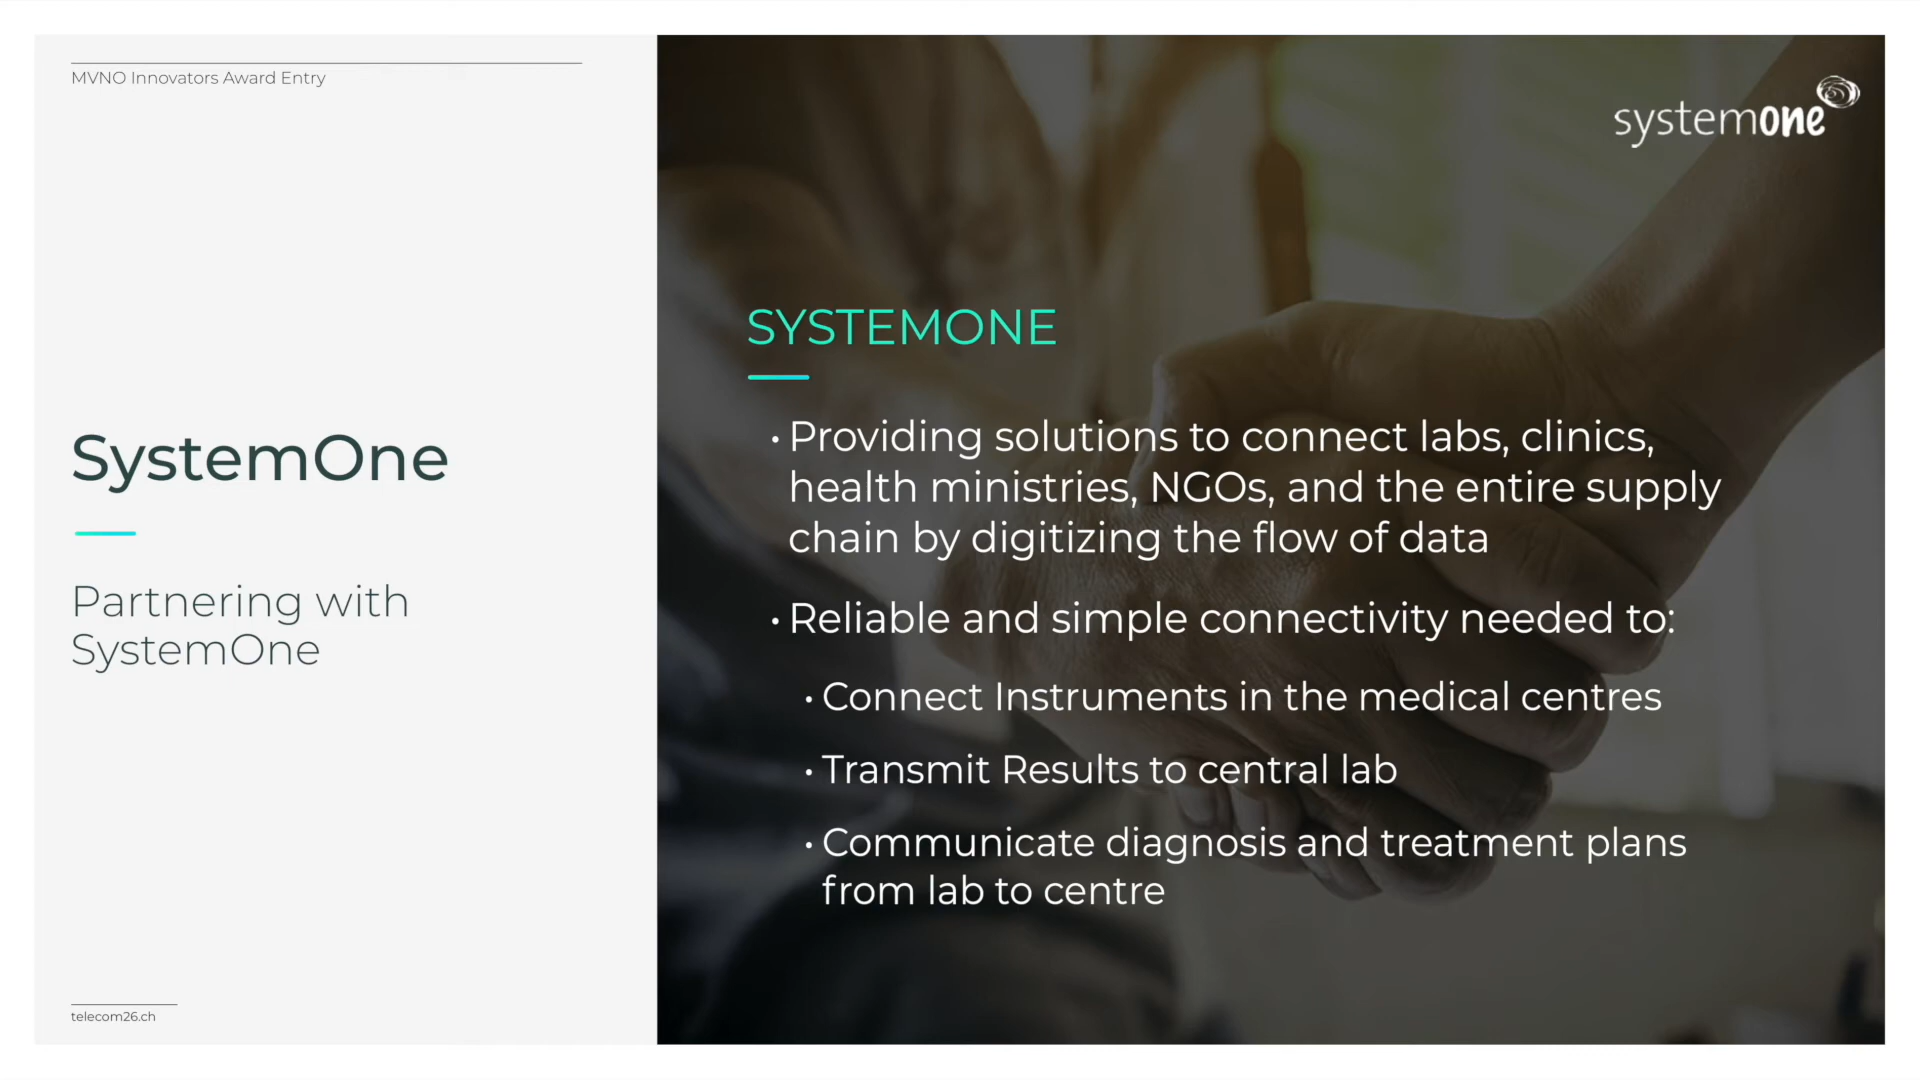 MVNO Innovators Award Entry
SystemOne
Partnering with
SystemOne
telecom26.ch
systemone
SYSTEMONE
• Providing solutions to connect labs, clinics,
health ministries, NGOs, and the entire supply
chain by digitizing the flow of data
• Reliable and simple connectivity needed to:
• Connect Instruments in the medical centres
• Transmit Results to central lab
• Communicate diagnosis and treatment plans
from lab to centre